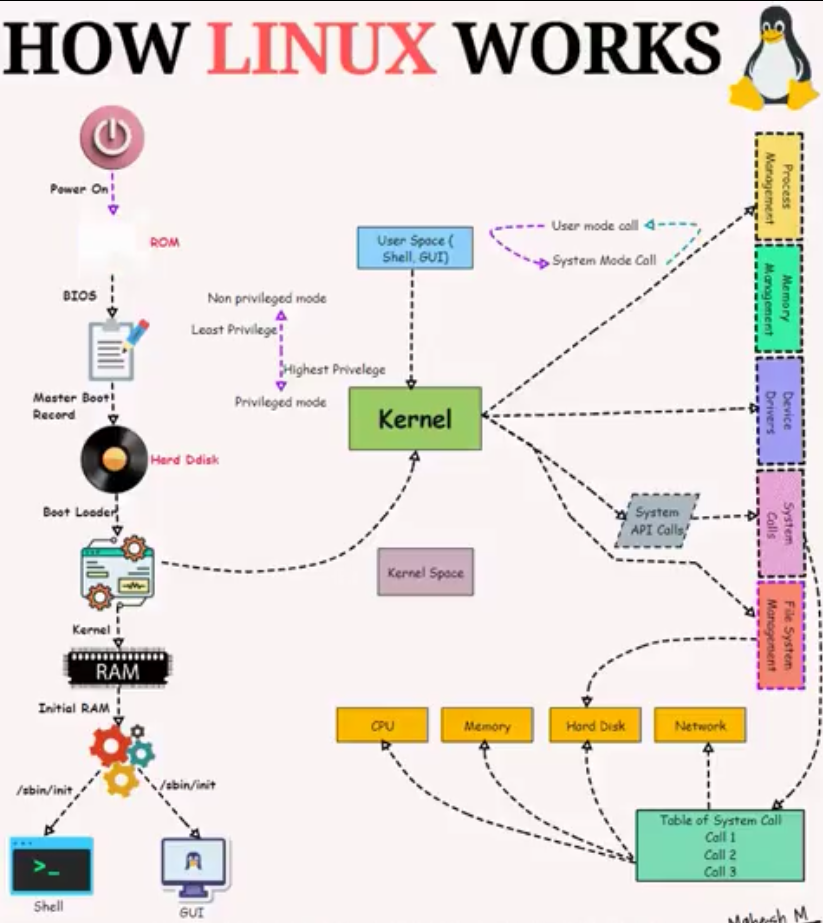 HOW LINUX WORKS
Power On
ROM
BIOS
Master Boot
Record
Hard Ddisk
Boot Loader
Kernel
RAM
Initial RAM
/sbin/init
/sbin/init
>_
Shell
GUI
User Space (
Shell, GUI)
User mode call
System Mode Call
Non privileged mode
Least Privilege
Highest Privelege
Privileged mode
Kernel
System
API Calls
Kernel Space
Process
Management
Memory
Management
Device
Drivers
System
Calls
File System
Management
CPU
Memory
Hard Disk
Network
Table of System Call
Call 1
Call 2
Call 3
Mahesh M